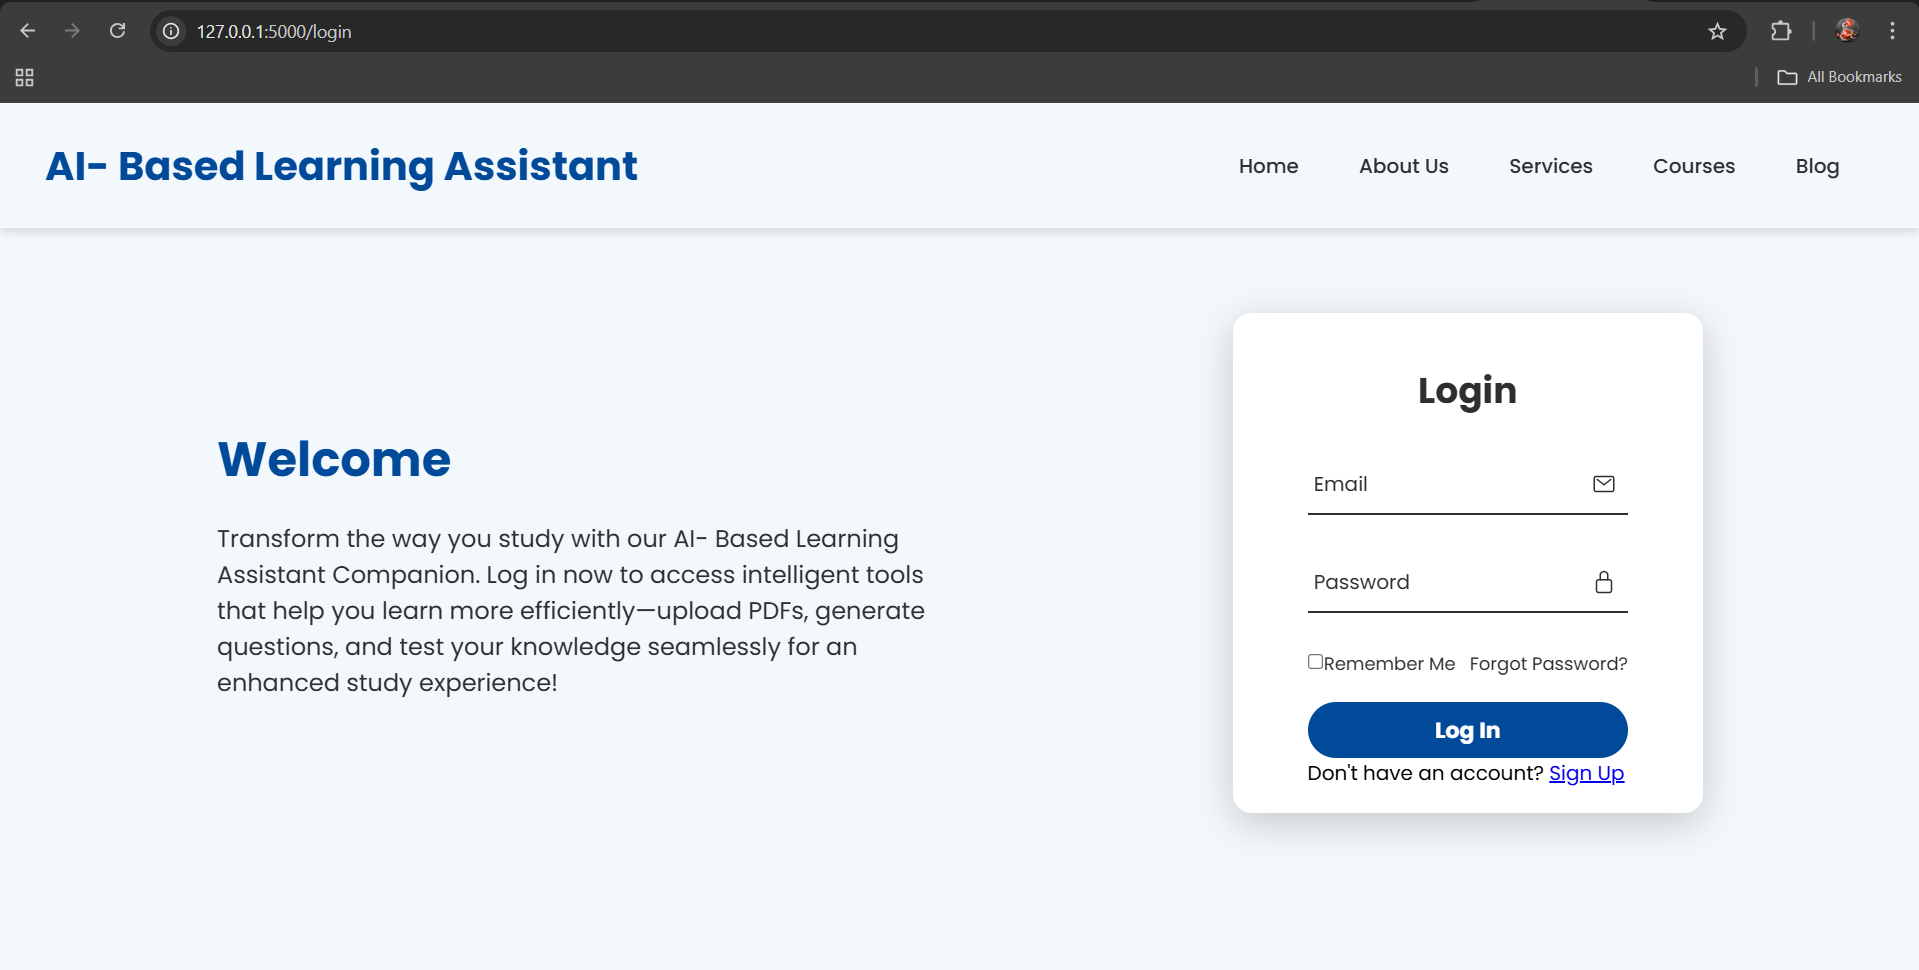 127.0.0.1:5000/login
All Bookmarks
AI- Based Learning Assistant
Home
About Us
Services
Courses
Blog
Welcome
Transform the way you study with our AI- Based Learning
Assistant Companion. Log in now to access intelligent tools
that help you learn more efficiently—upload PDFs, generate
questions, and test your knowledge seamlessly for an
enhanced study experience!
Login
Email
Password
Remember Me Forgot Password?
Log In
Don't have an account? Sign Up